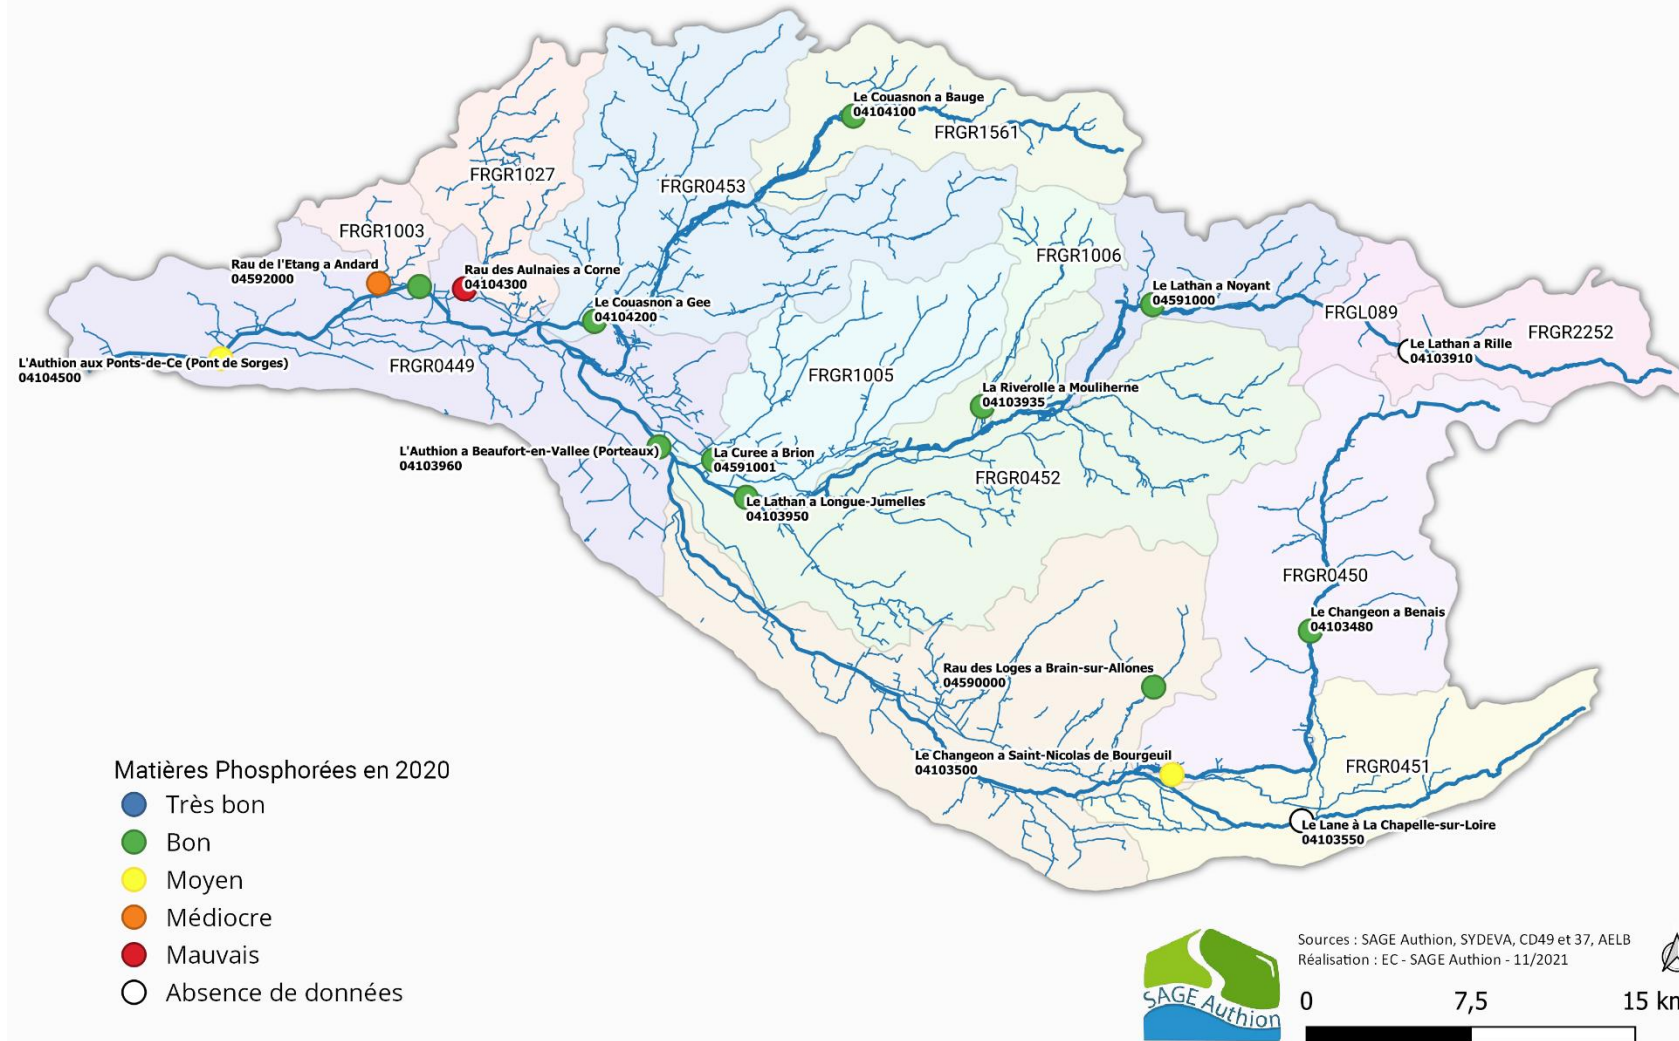 Le Couasnon a Bauge
04104100
FRGR1561
FRGR1027
FRGR0453
FRGR1003
FRGR1006
Rau de l'Etang a Andard
04592000
Rau des Aulnaies a Corne
04104300
Le Couasnon a Gee
04104200
Le Lathan a Noyant
04591000
FRGL089
FRGR2252
Le Lathan a Rille
04103910
L'Authion aux Ponts-de-Ce (Pont de Sorges)
04104500
FRGR0449
FRGR1005
La Riverolle a Mouliherne
04103935
L'Authion a Beaufort-en-Vallee (Porteaux)
04103960
La Curee a Brion
04591001
FRGR0452
Le Lathan a Longue-Jumelles
04103950
FRGR0450
Le Changeon a Benais
04103480
Rau des Loges a Brain-sur-Allones
04590000
Le Changeon a Saint-Nicolas de Bourgeuil
04103500
FRGR0451
Le Lane à La Chapelle-sur-Loire
04103550
Matières Phosphorées en 2020
Très bon
Bon
Moyen
Médiocre
Mauvais
Absence de données
SAGE Authion
Sources : SAGE Authion, SYDEVA, CD49 et 37, AELB
Réalisation : EC - SAGE Authion - 11/2021
0 7,5 15 km